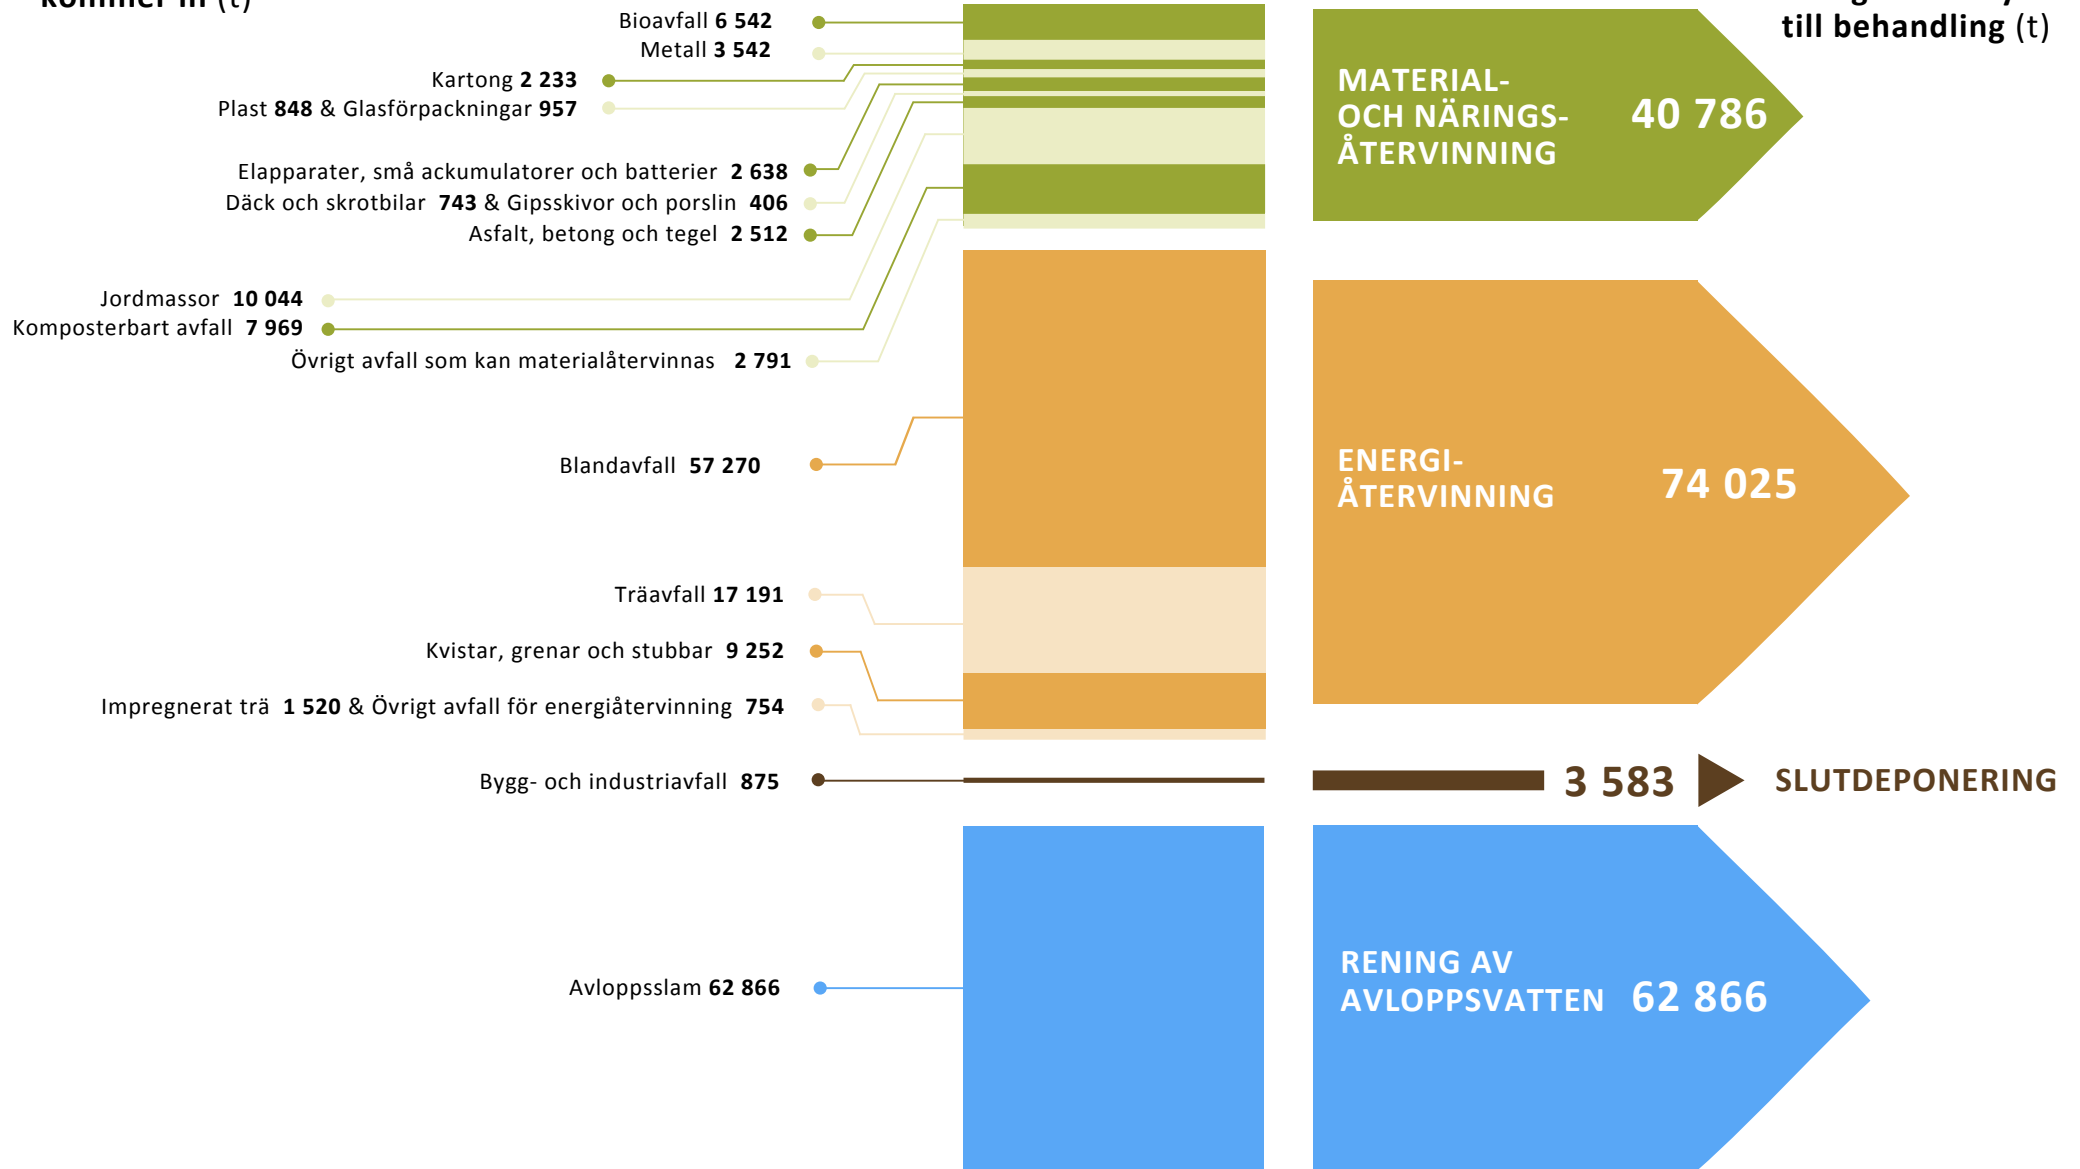 kommer in (t)
till behandling (t)
Bioavfall 6 542
Metall 3 542
Kartong 2 233
Plast 848 & Glasförpackningar 957
Elapparater, små ackumulatorer och batterier 2 638
Däck och skrotbilar 743 & Gipsskivor och porslin 406
Asfalt, betong och tegel 2 512
Jordmassor 10 044
Komposterbart avfall 7 969
Övrigt avfall som kan materialåtervinnas 2 791
MATERIAL-
OCH NÄRINGS-
ÅTERVINNING
40 786
Blandavfall 57 270
Träavfall 17 191
Kvistar, grenar och stubbar 9 252
Impregnerat trä 1 520 & Övrigt avfall för energiåtervinning 754
ENERGI-
ÅTERVINNING
74 025
Bygg- och industriavfall 875
3 583
SLUTDEPONERING
Avloppsslam 62 866
RENING AV
AVLOPPSVATTEN
62 866